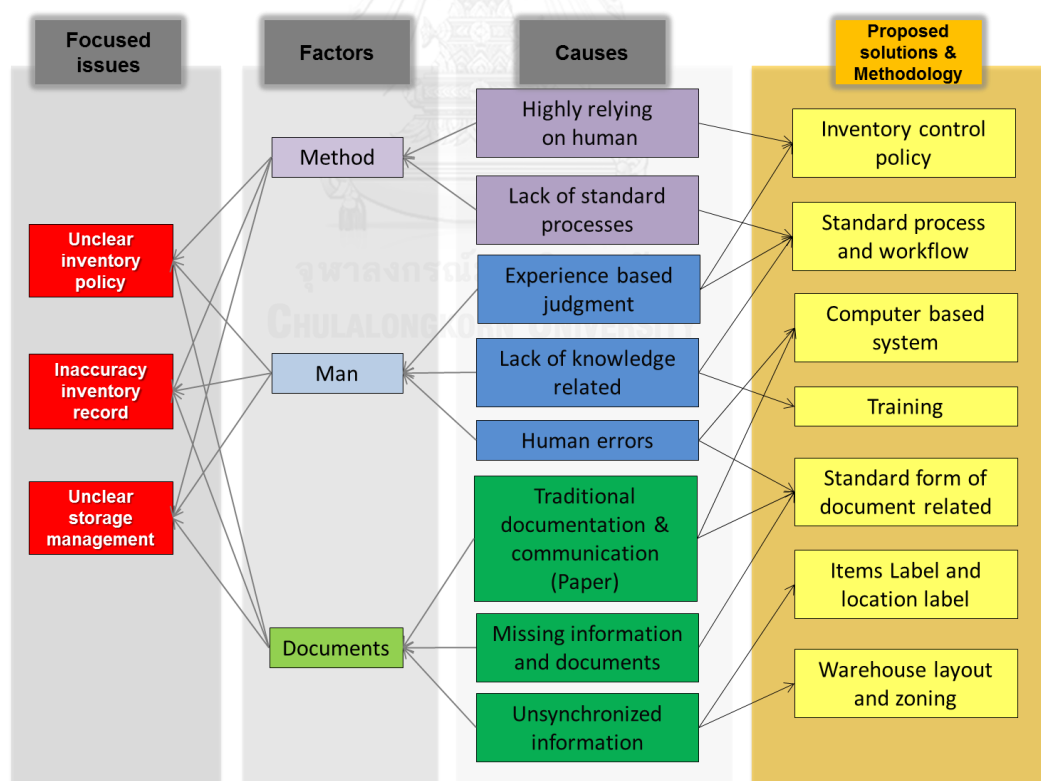 Focused
issues
Factors
Causes
Proposed
solutions &
Methodology
Highly relying
on human
Inventory control
policy
Method
Lack of standard
processes
Standard process
and workflow
Unclear
inventory
policy
Experience based
judgment
Computer based
system
CHULALONGKORN UNIVERSITY
Inaccuracy
inventory
record
Man
Lack of knowledge
related
Training
Human errors
Unclear
storage
management
Traditional
documentation &
communication
(Paper)
Standard form of
document related
Items Label and
location label
Documents
Missing information
and documents
Warehouse layout
and zoning
Unsynchronized
information